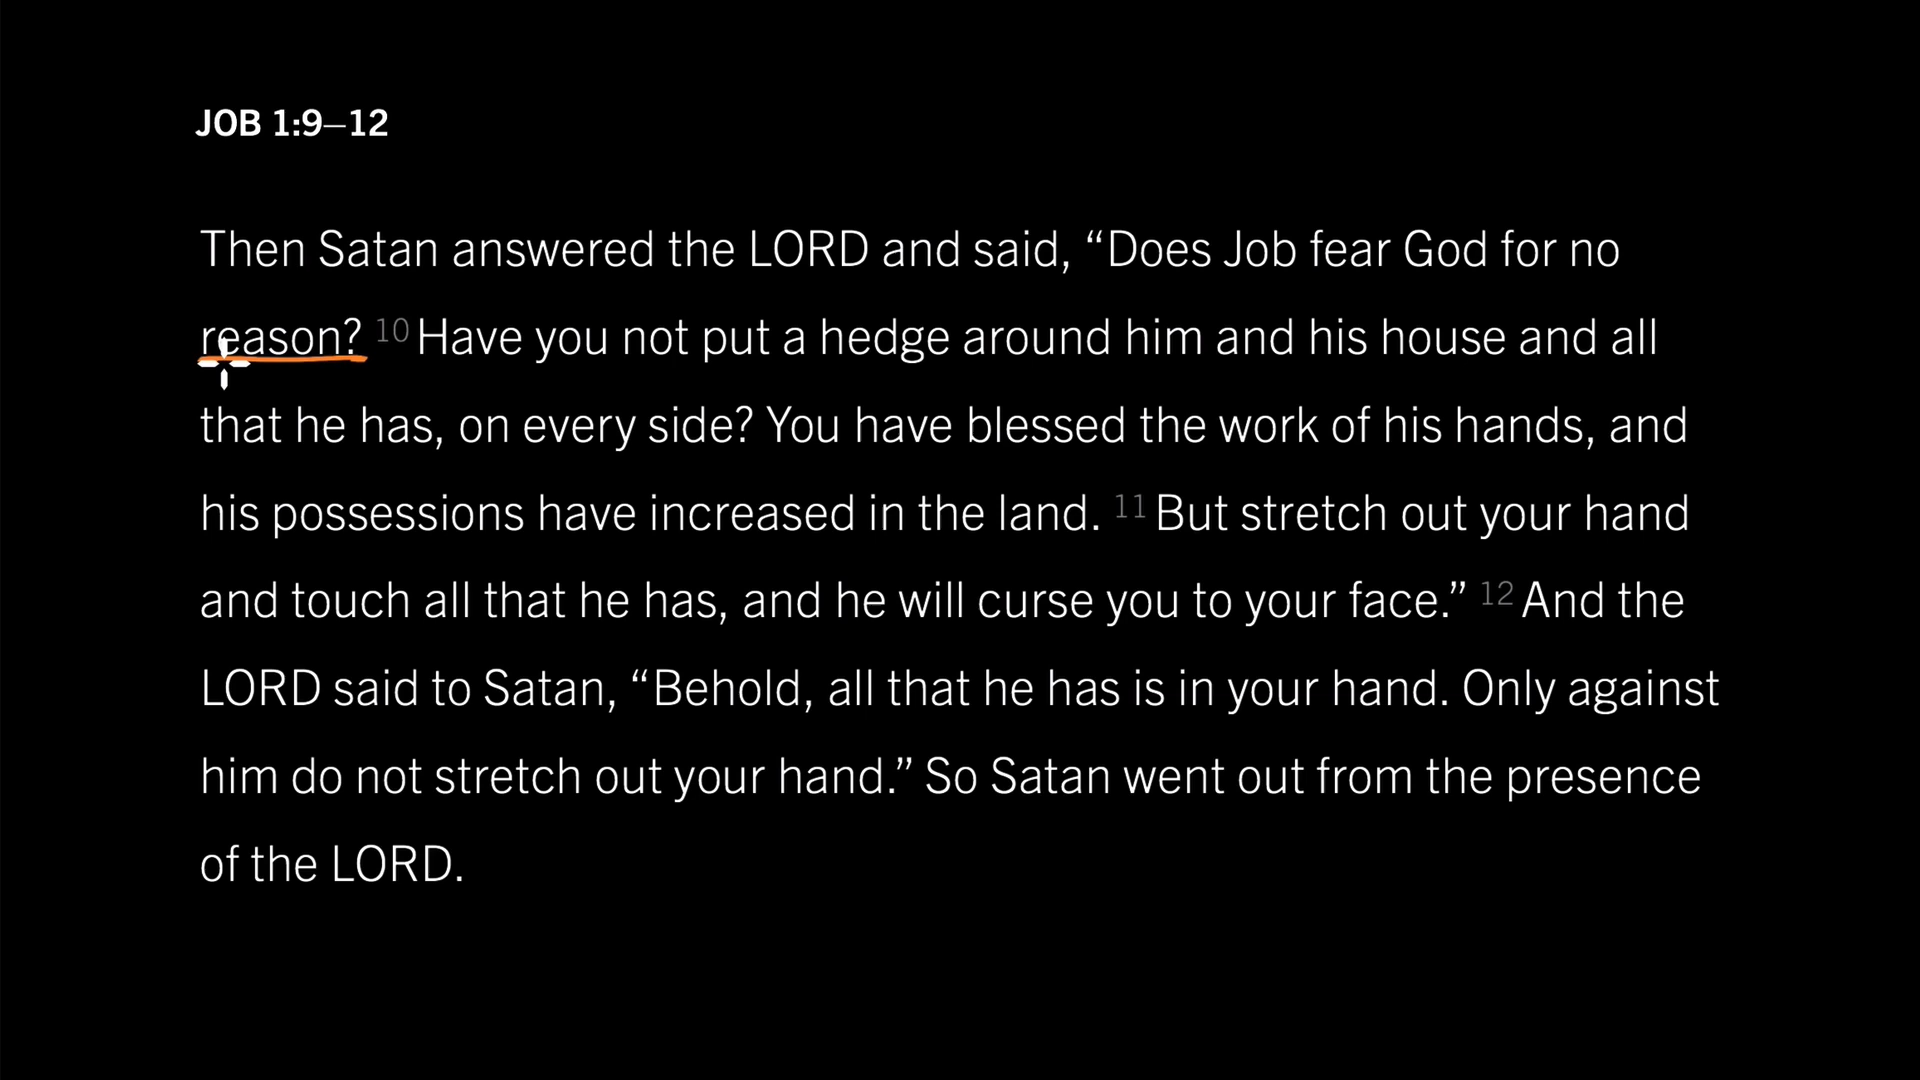 JOB 1:9–12
Then Satan answered the LORD and said, “Does Job fear God for no
reason? 10 Have you not put a hedge around him and his house and all
that he has, on every side? You have blessed the work of his hands, and
his possessions have increased in the land. 11 But stretch out your hand
and touch all that he has, and he will curse you to your face.” 12 And the
LORD said to Satan, “Behold, all that he has is in your hand. Only against
him do not stretch out your hand.” So Satan went out from the presence
of the LORD.